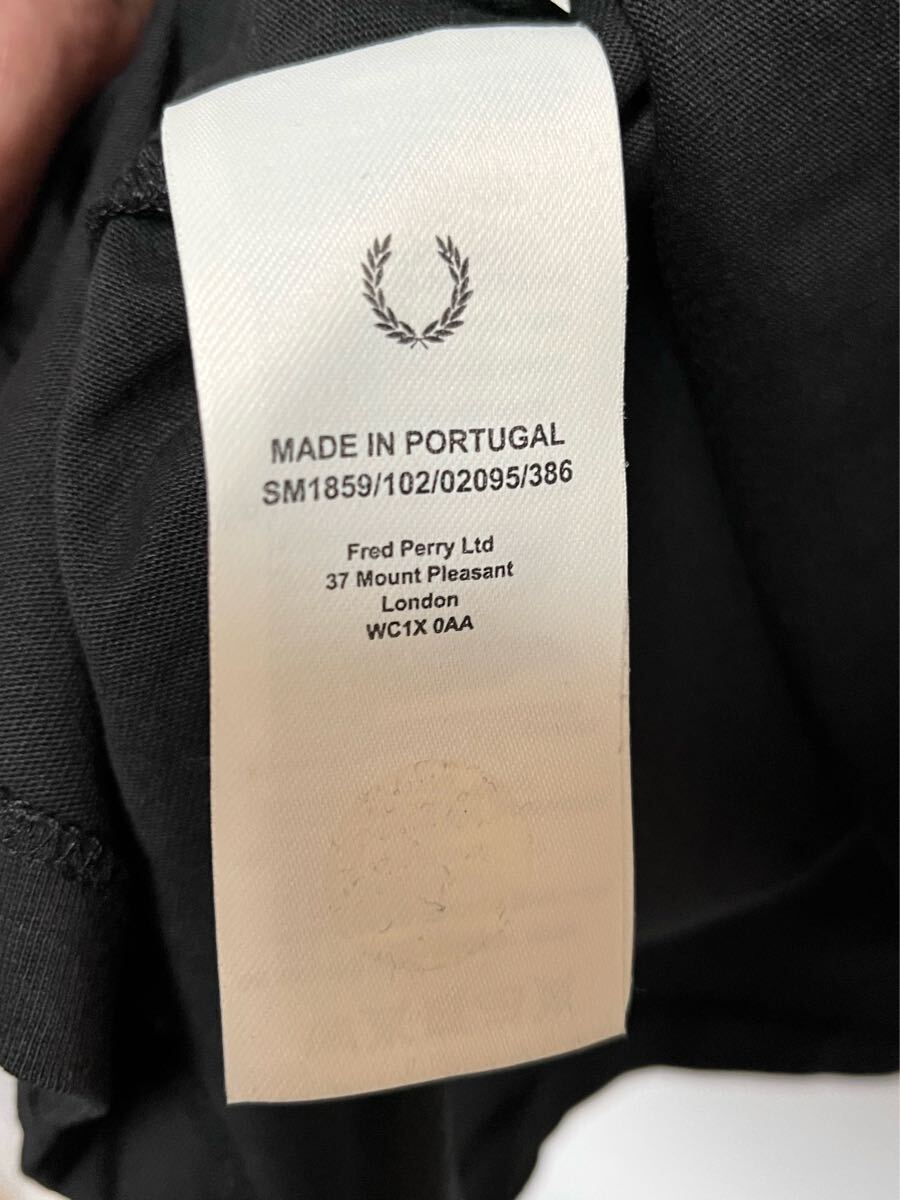 MADE IN PORTUGAL
SM1859/102/02095/386
Fred Perry Ltd
37 Mount Pleasant
London
WC1X 0AA